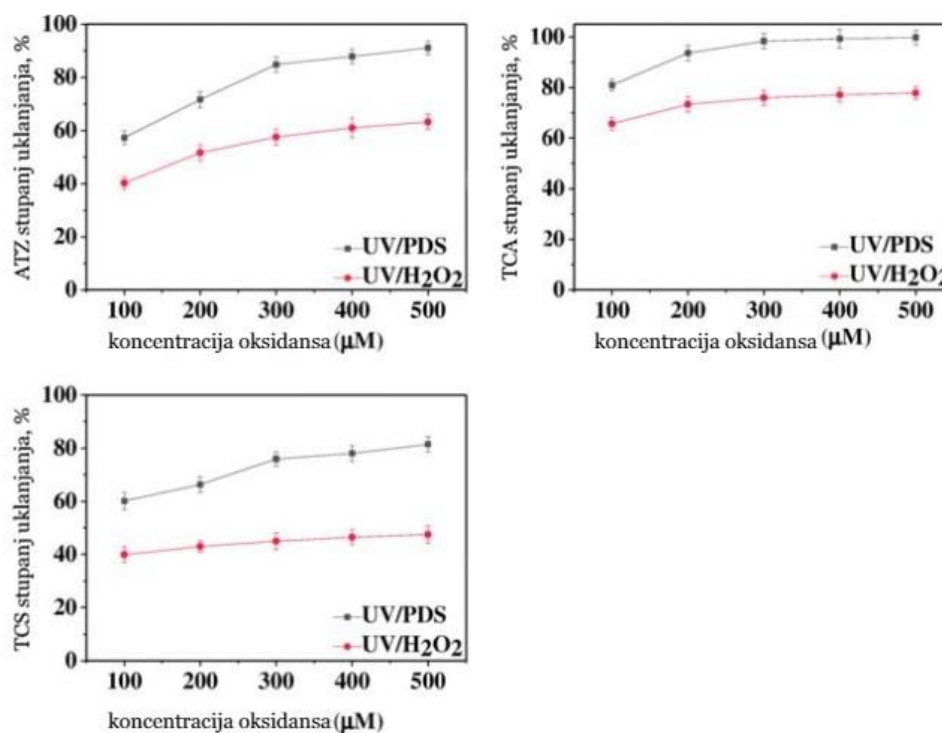 ATZ stupanj uklanjanja, %
100
80
60
40
20
0
UV/PDS
UV/H2O2
100 200 300 400 500
koncentracija oksidansa (µM)
TCA stupanj uklanjanja, %
100
80
60
40
20
0
UV/PDS
UV/H2O2
100 200 300 400 500
koncentracija oksidansa (µM)
TCS stupanj uklanjanja, %
100
80
60
40
20
0
UV/PDS
UV/H2O2
100 200 300 400 500
koncentracija oksidansa (µM)